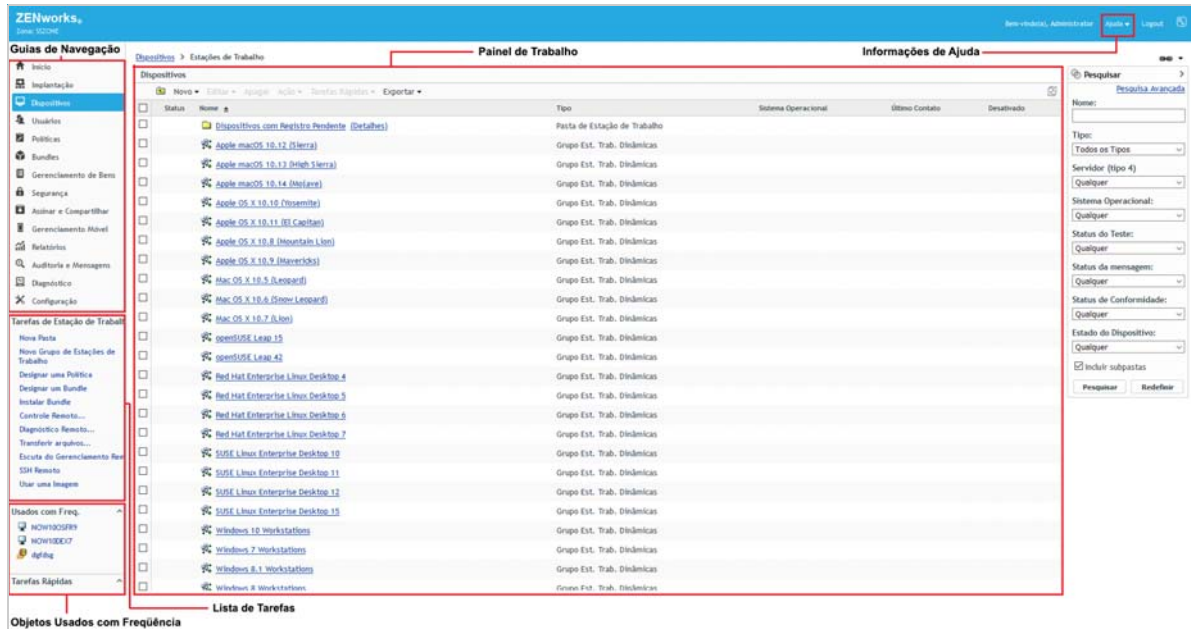 ZENworks.
Bem-vindo(a), Administrator Ajuda Logout
Guias de Navegação
Painel de Trabalho
Informações de Ajuda
Início
Implantação
Dispositivos
Usuários
Políticas
Bundles
Gerenciamento de Bens
Segurança
Assinar e Compartilhar
Gerenciamento Móvel
Relatórios
Auditoria e Mensagens
Diagnóstico
Configuração
Tarefas de Estação de Trabalh
Nova Pasta
Novo Grupo de Estações de
Trabalho
Designar uma Política
Designar um Bundle
Instalar Bundle
Controle Remoto...
Diagnóstico Remoto...
Transferir arquivos...
Escuta do Gerenciamento Rem
SSH Remoto
Usar uma Imagem
Usados com Freq.
Tarefas Rápidas
Objetos Usados com Freqüência
Lista de Tarefas
Dispositivos > Estações de Trabalho
Dispositivos
Novo Editar Apagar Ação Tarefas Rápidas Exportar
Status Nome Tipo Sistema Operacional Último Contato Desativado
Dispositivos com Registro Pendente (Detalhes) Pasta de Estação de Trabalho
Apple macOS 10.12 (Sierra) Grupo Est. Trab. Dinâmicas
Apple macOS 10.13 (High Sierra) Grupo Est. Trab. Dinâmicas
Apple macOS 10.14 (Mojave) Grupo Est. Trab. Dinâmicas
Apple OS X 10.10 (Yosemite) Grupo Est. Trab. Dinâmicas
Apple OS X 10.11 (El Capitan) Grupo Est. Trab. Dinâmicas
Apple OS X 10.8 (Mountain Lion) Grupo Est. Trab. Dinâmicas
Apple OS X 10.9 (Mavericks) Grupo Est. Trab. Dinâmicas
Mac OS X 10.5 (Leopard) Grupo Est. Trab. Dinâmicas
Mac OS X 10.6 (Snow Leopard) Grupo Est. Trab. Dinâmicas
Mac OS X 10.7 (Lion) Grupo Est. Trab. Dinâmicas
openSUSE Leap 15 Grupo Est. Trab. Dinâmicas
openSUSE Leap 42 Grupo Est. Trab. Dinâmicas
Red Hat Enterprise Linux Desktop 4 Grupo Est. Trab. Dinâmicas
Red Hat Enterprise Linux Desktop 5 Grupo Est. Trab. Dinâmicas
Red Hat Enterprise Linux Desktop 6 Grupo Est. Trab. Dinâmicas
Red Hat Enterprise Linux Desktop 7 Grupo Est. Trab. Dinâmicas
SUSE Linux Enterprise Desktop 10 Grupo Est. Trab. Dinâmicas
SUSE Linux Enterprise Desktop 11 Grupo Est. Trab. Dinâmicas
SUSE Linux Enterprise Desktop 12 Grupo Est. Trab. Dinâmicas
SUSE Linux Enterprise Desktop 15 Grupo Est. Trab. Dinâmicas
Windows 10 Workstations Grupo Est. Trab. Dinâmicas
Windows 7 Workstations Grupo Est. Trab. Dinâmicas
Windows 8.1 Workstations Grupo Est. Trab. Dinâmicas
Windows 8 Workstations Grupo Est. Trab. Dinâmicas
Pesquisar
Pesquisa Avançada
Nome:
Tipo:
Todos os Tipos
Servidor (tipo 4)
Qualquer
Sistema Operacional:
Qualquer
Status do Teste:
Qualquer
Status da mensagem:
Qualquer
Status de Conformidade:
Qualquer
Estado do Dispositivo:
Qualquer
Incluir subpastas
Pesquisar Redefinir